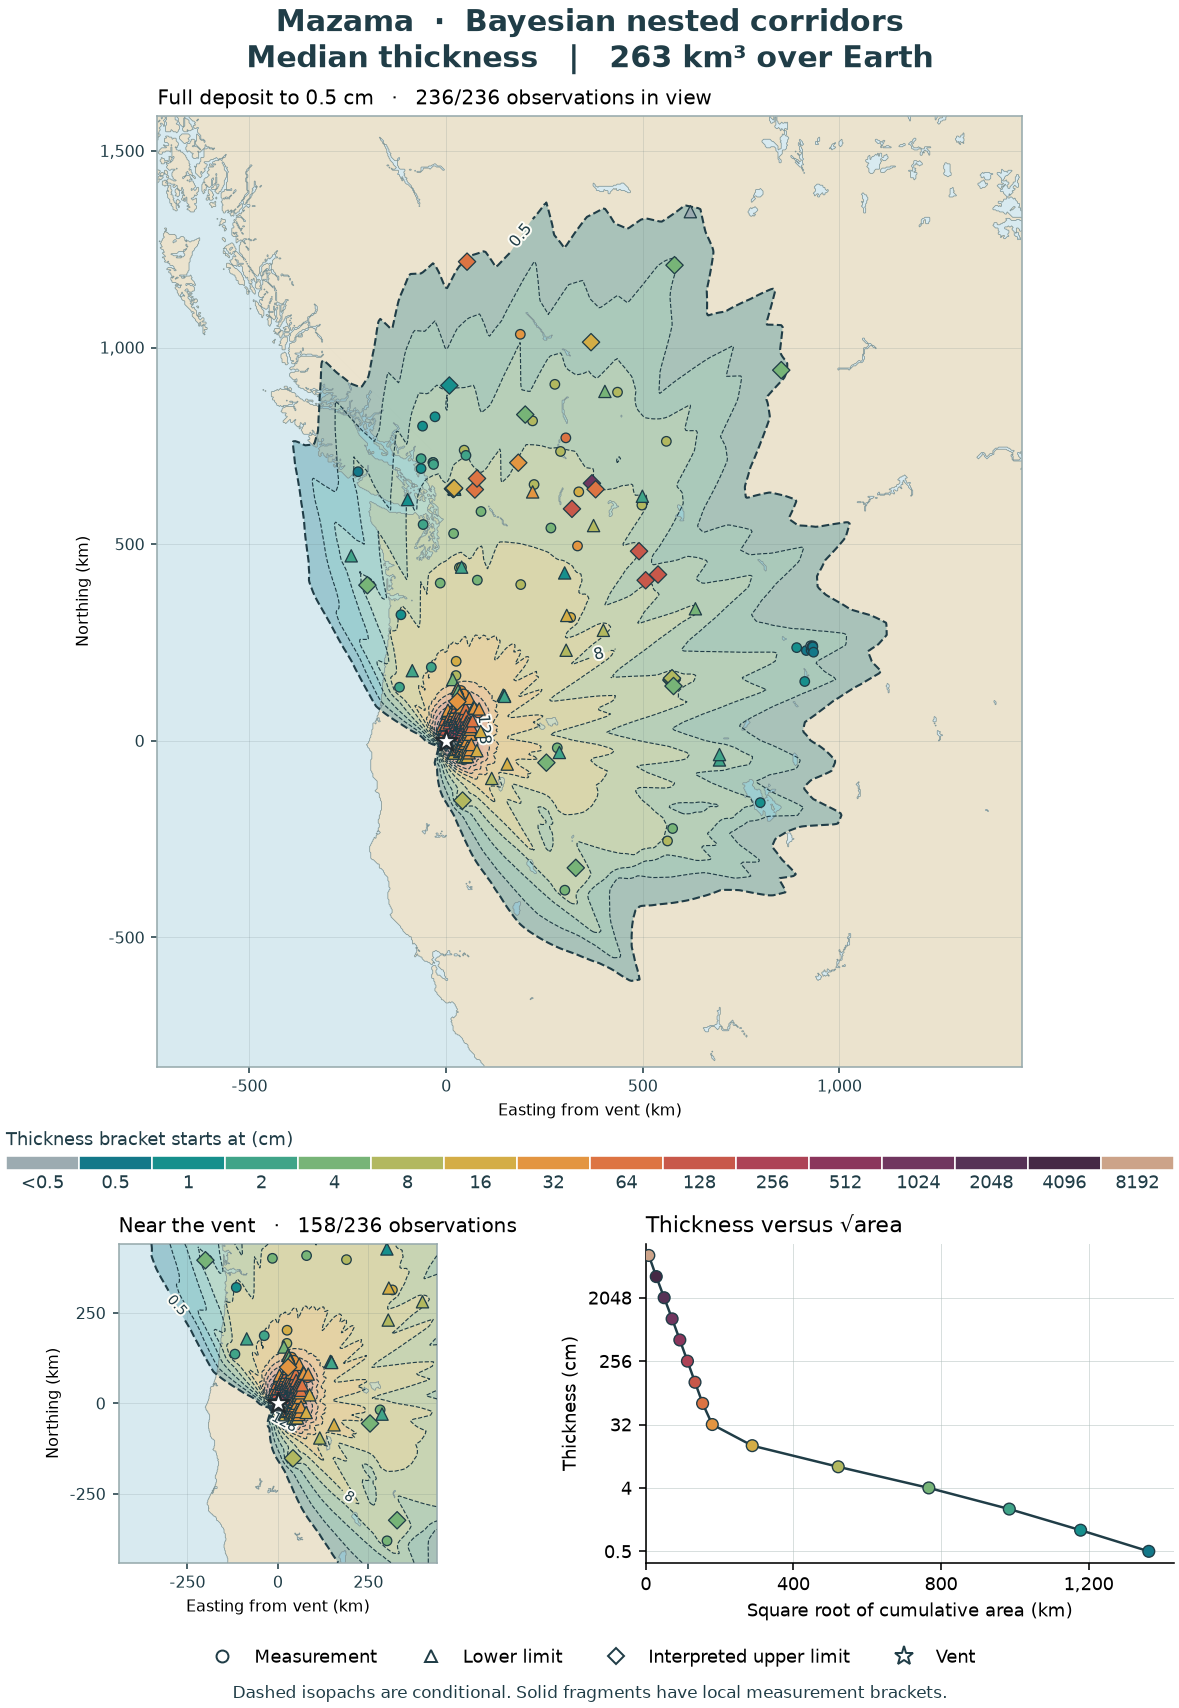 Mazama · Bayesian nested corridors
Median thickness | 263 km³ over Earth
Full deposit to 0.5 cm · 236/236 observations in view
1,500
1,000
500
0
-500
Northing (km)
0.5
8
128
-500
0
500
1,000
Easting from vent (km)
Thickness bracket starts at (cm)
<0.5 0.5 1 2 4 8 16 32 64 128 256 512 1024 2048 4096 8192
Near the vent · 158/236 observations
250
0
-250
Northing (km)
0.5
128
8
-250 0 250
Easting from vent (km)
Thickness versus √area
2048
256
32
4
0.5
Thickness (cm)
0 400 800 1,200
Square root of cumulative area (km)
Measurement
Lower limit
Interpreted upper limit
Vent
Dashed isopachs are conditional. Solid fragments have local measurement brackets.